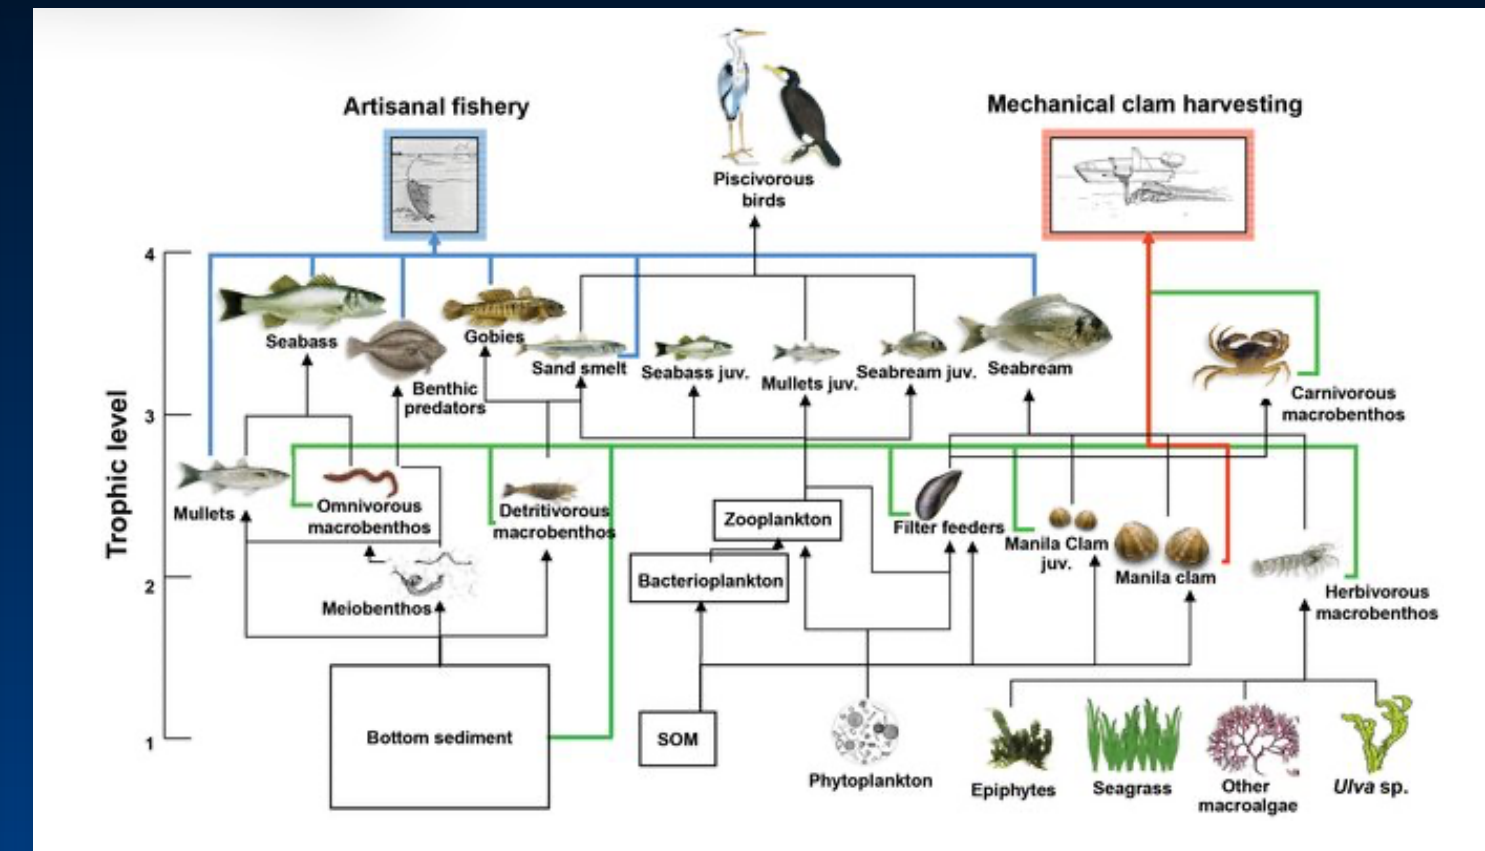 Artisanal fishery
Mechanical clam harvesting
Piscivorous
birds
Trophic level
4
3
2
1
Seabass
Benthic
predators
Gobies
Sand smelt
Seabass juv.
Mullets juv.
Seabream juv.
Seabream
Carnivorous
macrobenthos
Mullets
Omnivorous
macrobenthos
Detritivorous
macrobenthos
Meiobenthos
Zooplankton
Bacterioplankton
Filter feeders
Manila Clam
juv.
Manila clam
Herbivorous
macrobenthos
Bottom sediment
SOM
Phytoplankton
Epiphytes
Seagrass
Other
macroalgae
Ulva sp.